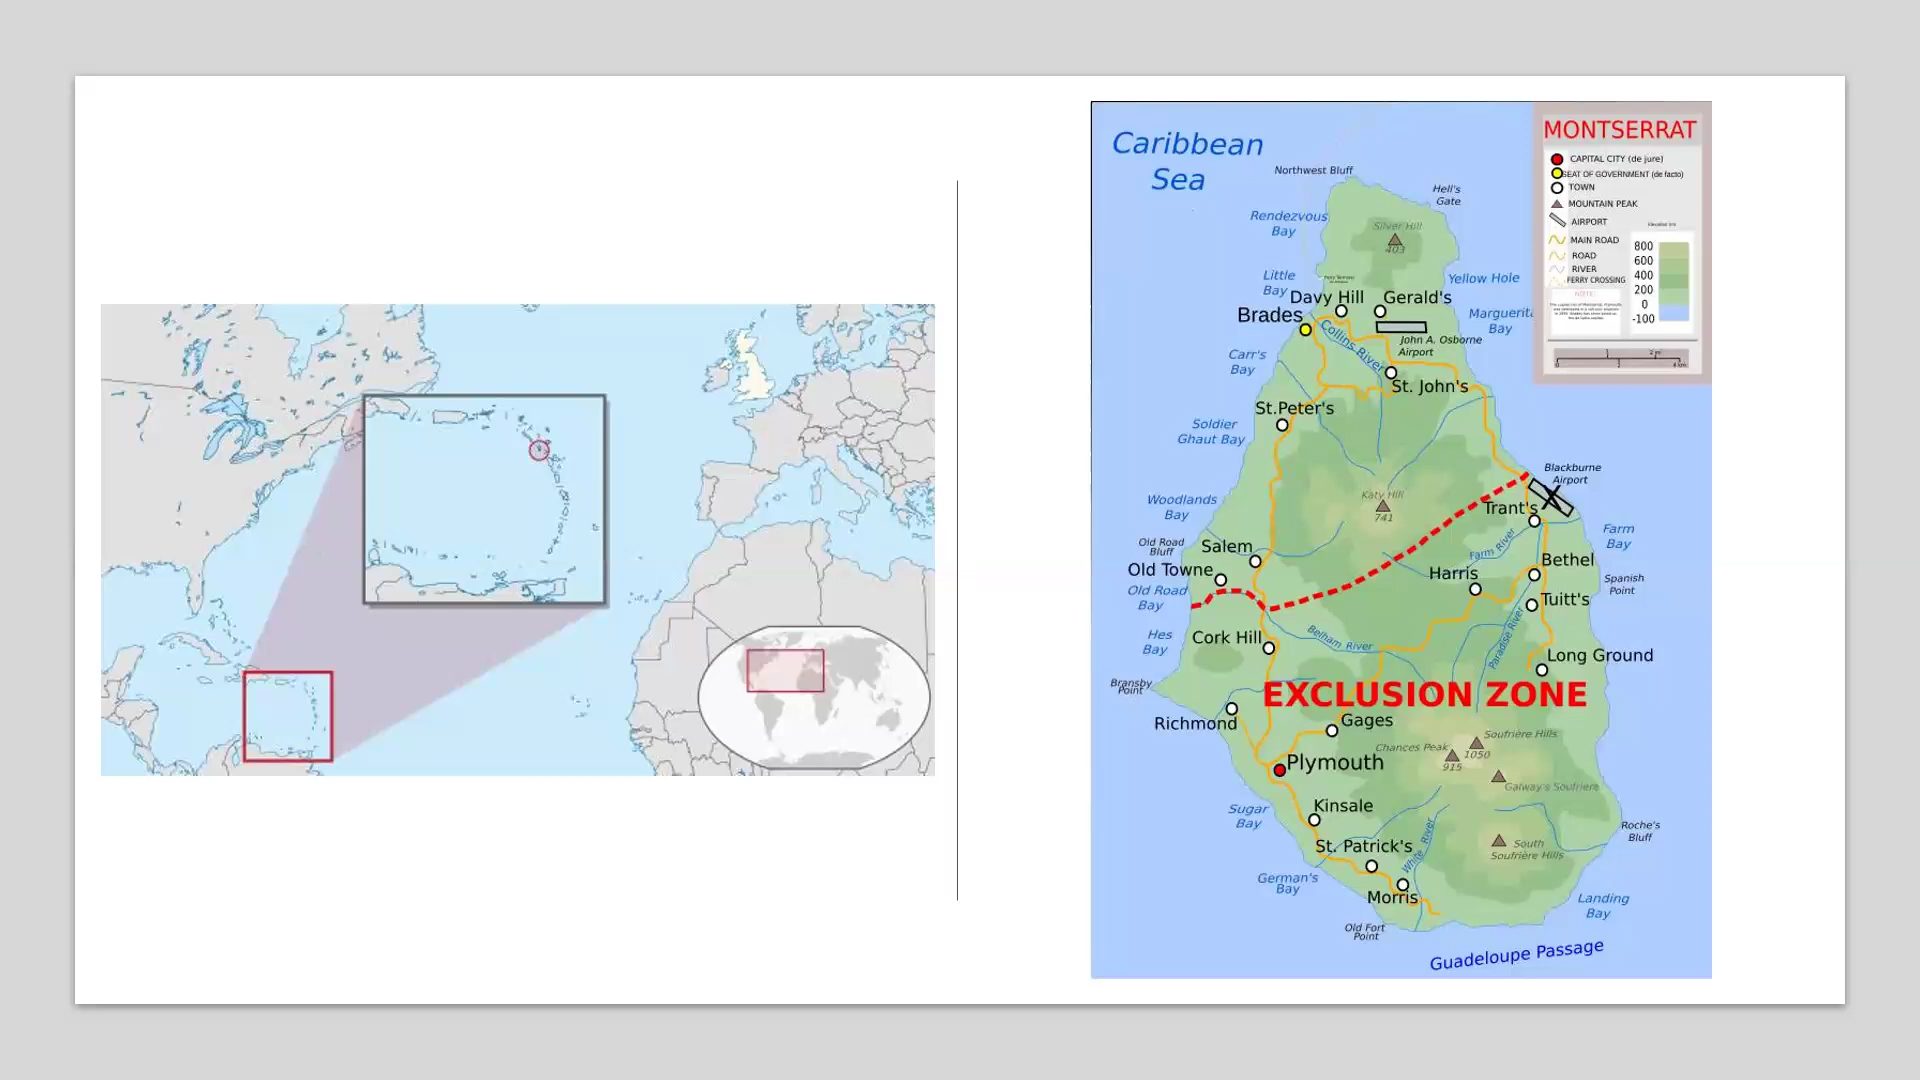 Caribbean
Sea
Northwest Bluff
Hell's
Gate
Rendezvous
Bay
Silver Hill
403
Little
Bay
Yellow Hole
Davy Hill
Gerald's
Brades
Marguerita
Bay
Collins River
John A. Osborne
Airport
Carr's
Bay
St. John's
St.Peter's
Soldier
Ghaut Bay
Blackburne
Airport
Woodlands
Bay
Katy Hill
741
Trant's
Farm
Bay
Farm River
Old Road
Bluff
Salem
Bethel
Old Towne
Harris
Spanish
Point
Old Road
Bay
Tuitt's
Hes
Bay
Cork Hill
Belham River
Paradise River
Long Ground
Bransby
Point
EXCLUSION ZONE
Richmond
Gages
Chances Peak
915
Soufrière Hills
1050
Plymouth
Galway's Soufriere
Sugar
Bay
Kinsale
St. Patrick's
White River
South
Soufrière Hills
Roche's
Bluff
German's
Bay
Morris
Landing
Bay
Old Fort
Point
Guadeloupe Passage
MONTSERRAT
CAPITAL CITY (de jure)
SEAT OF GOVERNMENT (de facto)
TOWN
MOUNTAIN PEAK
AIRPORT
MAIN ROAD
ROAD
RIVER
FERRY CROSSING
800
600
400
200
0
-100
NOTE: